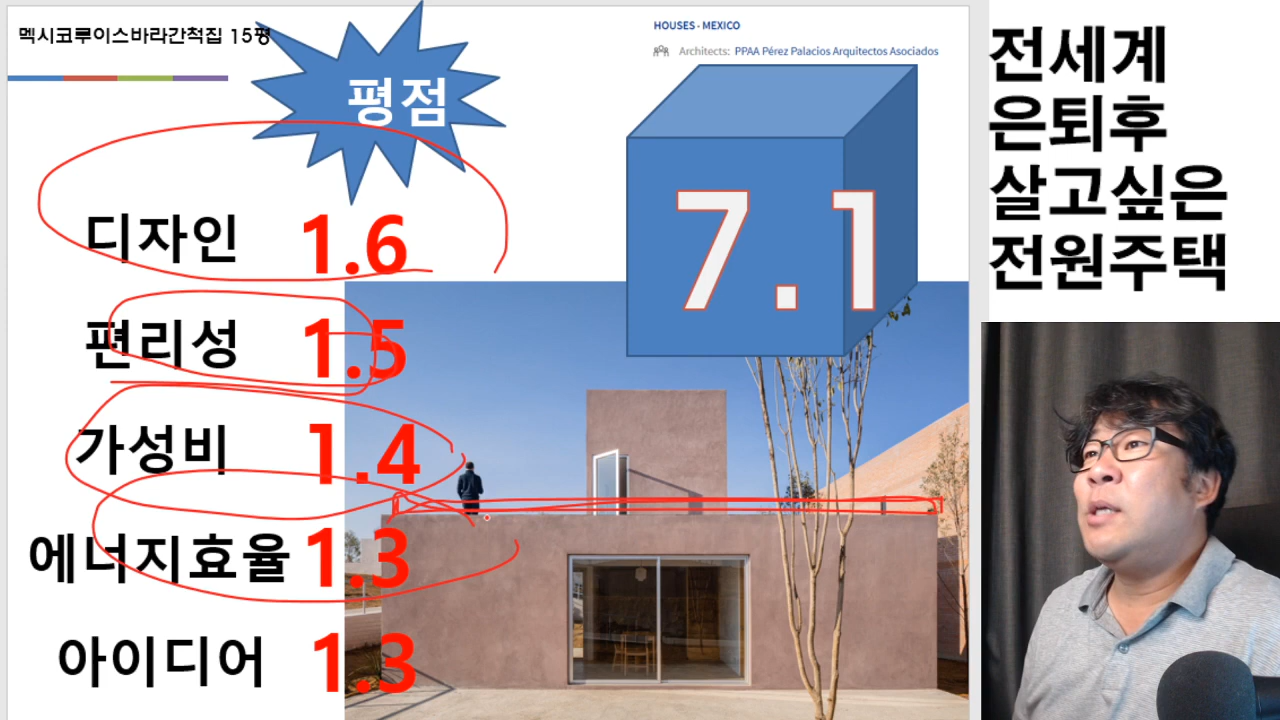 멕시코루이스바라간척집 15평
평점
HOUSES · MEXICO
Architects: PPAA Pérez Palacios Arquitectos Asociados
7.1
디자인 1.6
편리성 1.5
가성비 1.4
에너지효율 1.3
아이디어 1.3
전세계
은퇴후
살고싶은
전원주택